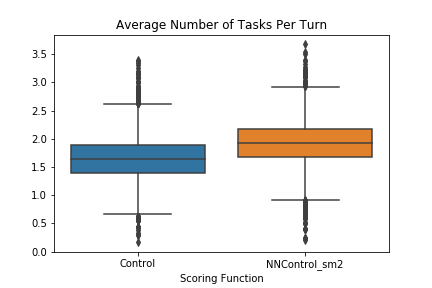 Average Number of Tasks Per Turn
3.5
3.0
2.5
2.0
1.5
1.0
0.5
0.0
Control NNControl_sm2
Scoring Function